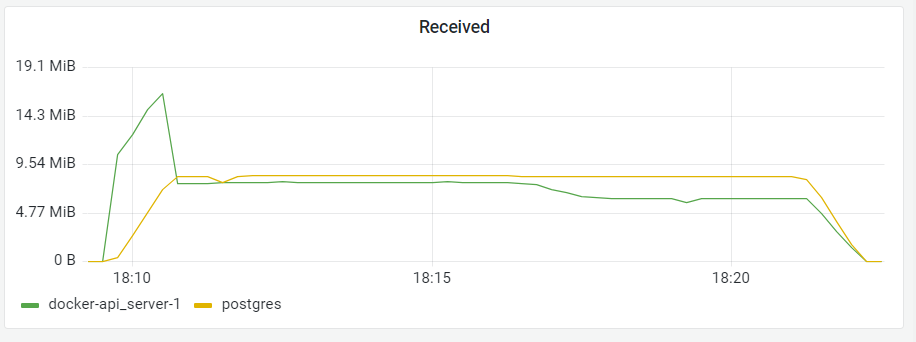 Received
19.1 MiB
14.3 MiB
9.54 MiB
4.77 MiB
0 B
18:10 18:15 18:20
docker-api_server-1 postgres